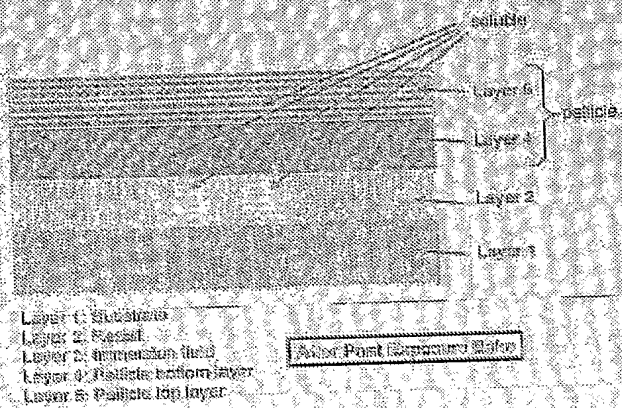 soluble
Layer 5
pellicle
Layer 4
Layer 2
Layer 1
Layer 1: Substrate
Layer 2: Resist
Layer 3: Immersion fluid
Layer 4: Pellicle bottom layer
Layer 5: Pellicle top layer
After Post Exposure Bake